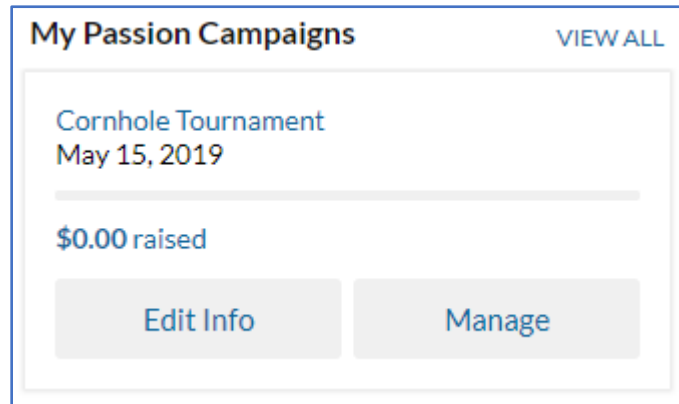 My Passion Campaigns VIEW ALL
Cornhole Tournament
May 15, 2019
$0.00 raised
Edit Info Manage